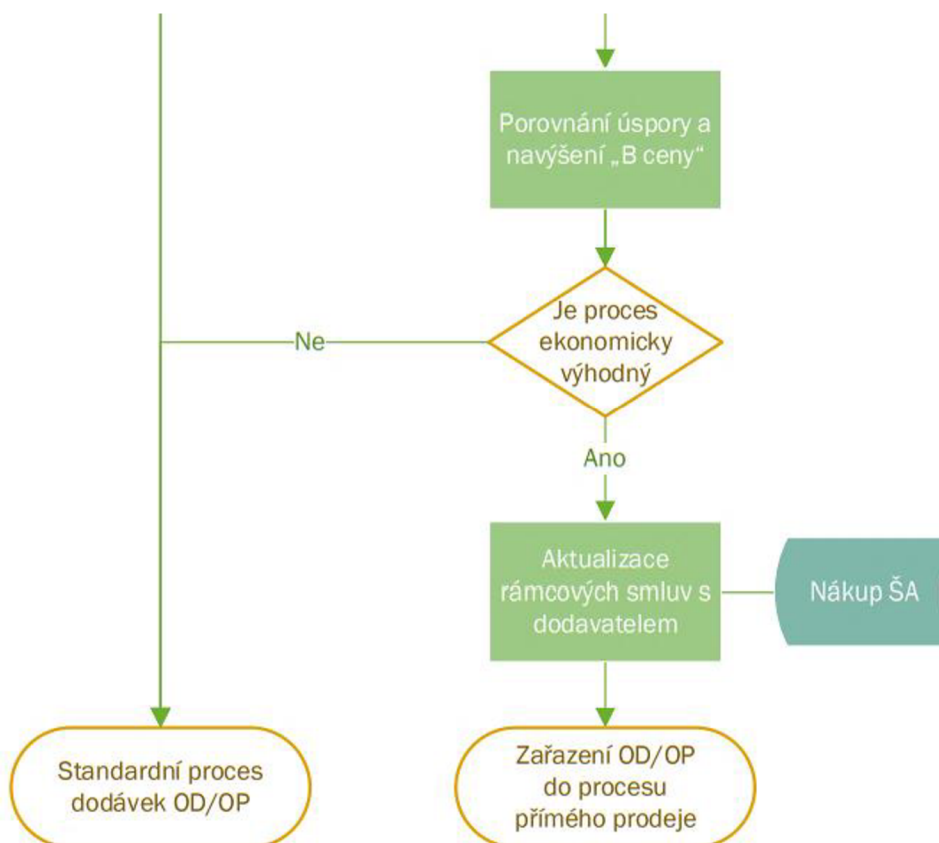 Porovnání úspory a
navýšení „B ceny“
Je proces
ekonomicky
výhodný
Ne
Ano
Aktualizace
rámcových smluv s
dodavatelem
Nákup ŠA
Standardní proces
dodávek OD/OP
Zařazení OD/OP
do procesu
přímého prodeje